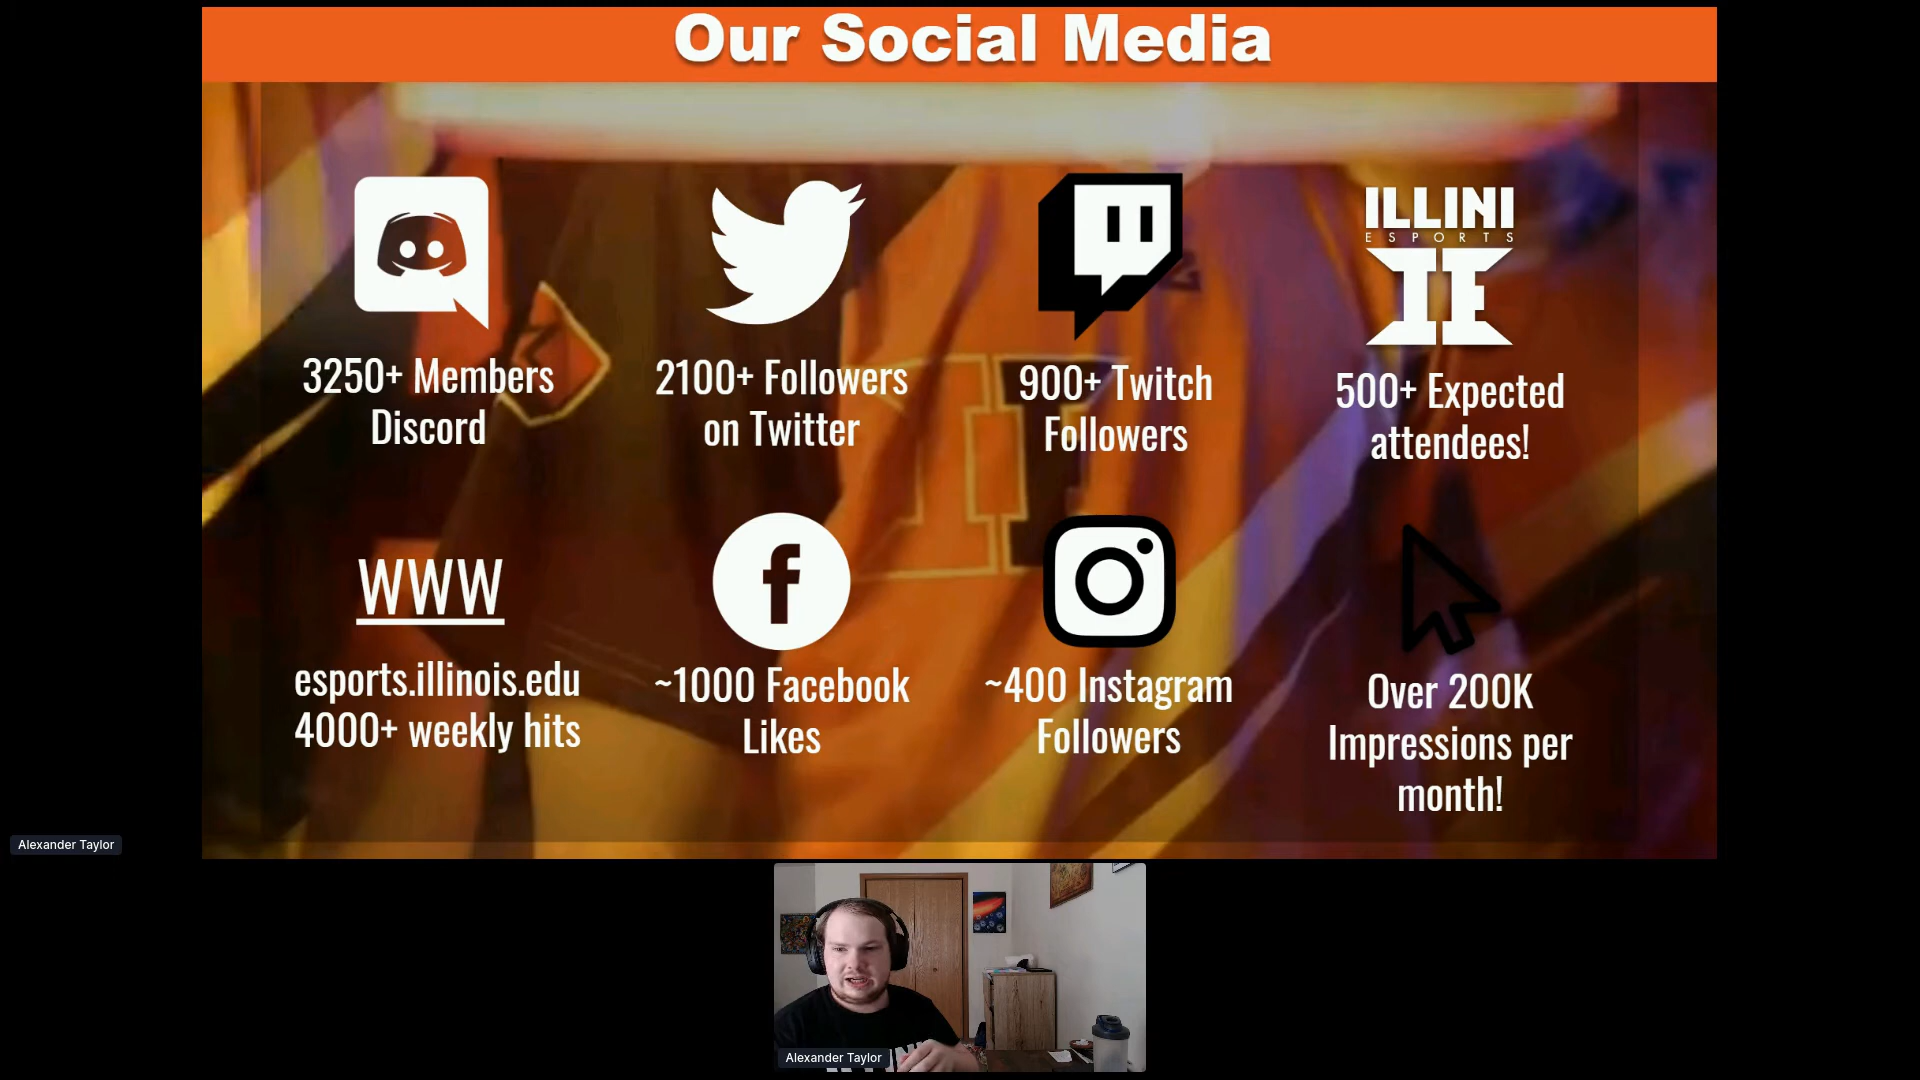 Our Social Media
3250+ Members
Discord
2100+ Followers
on Twitter
900+ Twitch
Followers
ILLINI
ESPORTS
IE
500+ Expected
attendees!
WWW
esports.illinois.edu
4000+ weekly hits
~1000 Facebook
Likes
~400 Instagram
Followers
Over 200K
Impressions per
month!
Alexander Taylor
Alexander Taylor